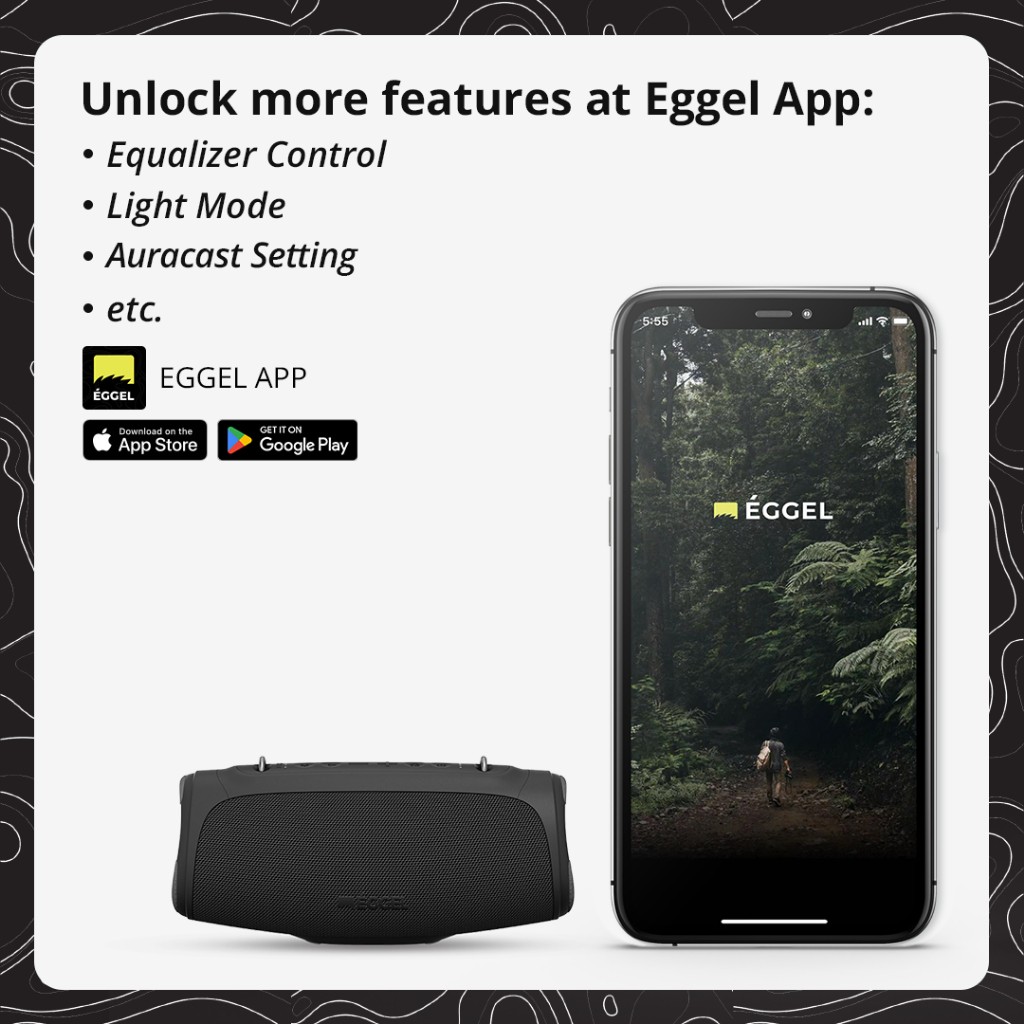 Unlock more features at Eggel App:
• Equalizer Control
• Light Mode
• Auracast Setting
• etc.
ÉGGEL
EGGEL APP
Download on the
App Store
GET IT ON
Google Play
5:55
ÉGGEL
EGGEL